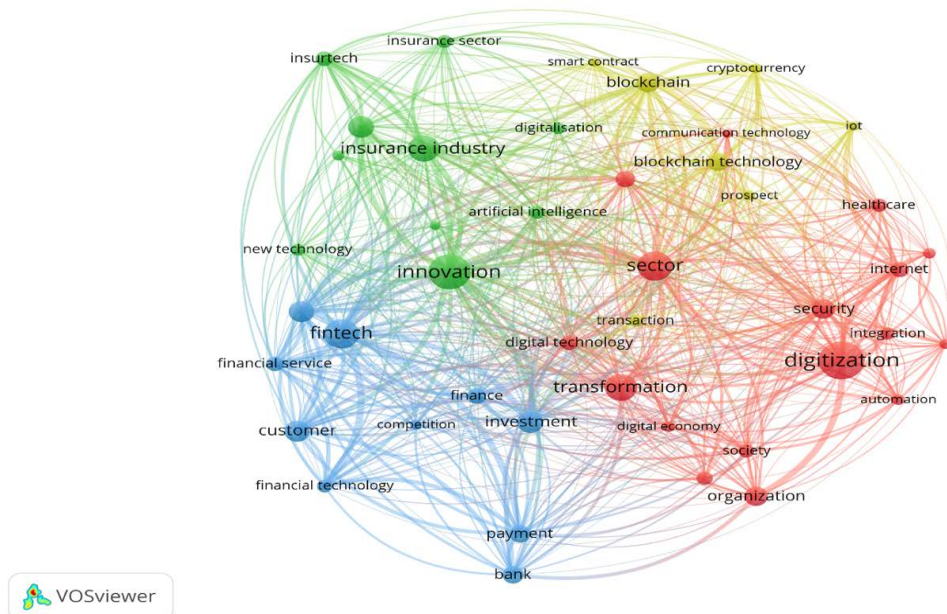 insurance sector
insurtech
smart contract
cryptocurrency
blockchain
digitalisation
iot
communication technology
insurance industry
blockchain technology
prospect
healthcare
artificial intelligence
new technology
innovation
sector
internet
security
transaction
fintech
integration
digital technology
financial service
digitization
transformation
finance
automation
investment
competition
digital economy
customer
society
financial technology
organization
payment
bank
VOSviewer